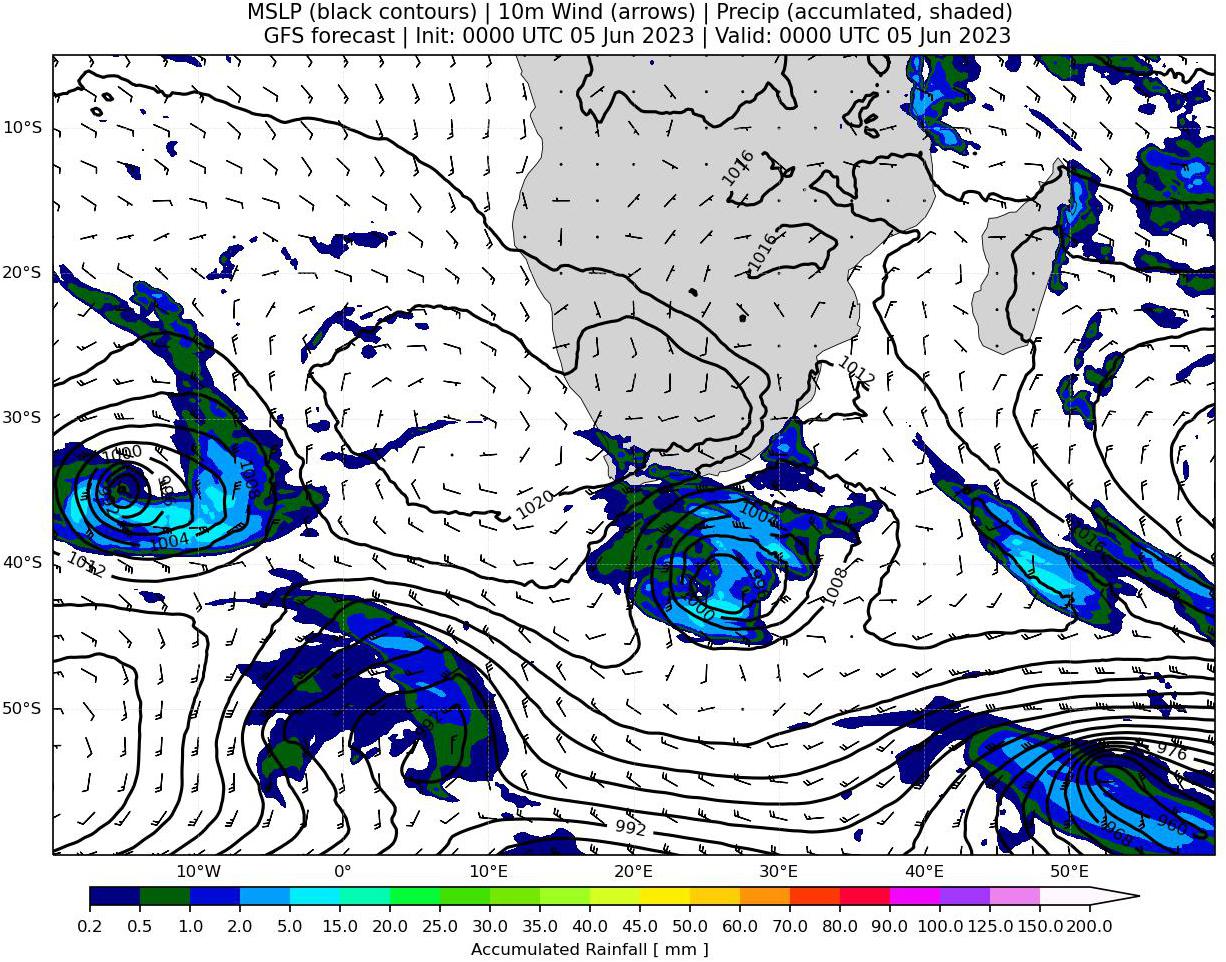 MSLP (black contours) | 10m Wind (arrows) | Precip (accumlated, shaded)
GFS forecast | Init: 0000 UTC 05 Jun 2023 | Valid: 0000 UTC 05 Jun 2023
10°S
1016
1016
20°S
1012
30°S
1000
1008
1020
1004
1004
1016
1012
40°S
1008
1000
50°S
992
976
960
992
968
10°W 0° 10°E 20°E 30°E 40°E 50°E
0.2 0.5 1.0 2.0 5.0 10.0 15.0 20.0 25.0 30.0 35.0 40.0 45.0 50.0 60.0 70.0 80.0 90.0 100.0 125.0 150.0 200.0
Accumulated Rainfall [ mm ]